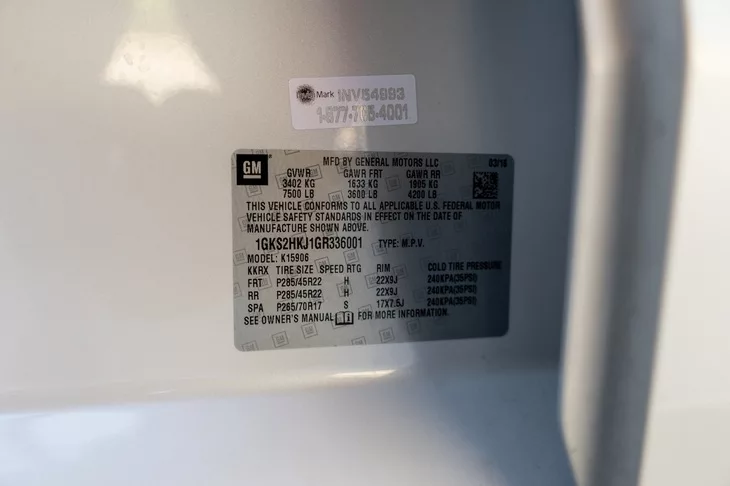 Mark 1NV54993
1-877-765-4001
GM
MFD BY GENERAL MOTORS LLC 03/16
GVWR GAWR FRT GAWR RR
3402 KG 1633 KG 1905 KG
7500 LB 3600 LB 4200 LB
THIS VEHICLE CONFORMS TO ALL APPLICABLE U.S. FEDERAL MOTOR
VEHICLE SAFETY STANDARDS IN EFFECT ON THE DATE OF
MANUFACTURE SHOWN ABOVE.
1GKS2HKJ1GR336001 TYPE: M.P.V.
MODEL: K15906
KKRX TIRE SIZE SPEED RTG RIM COLD TIRE PRESSURE
FRT P285/45R22 H 22X9J 240KPA(35PSI)
RR P285/45R22 H 22X9J 240KPA(35PSI)
SPA P265/70R17 S 17X7.5J 240KPA(35PSI)
SEE OWNER'S MANUAL FOR MORE INFORMATION.